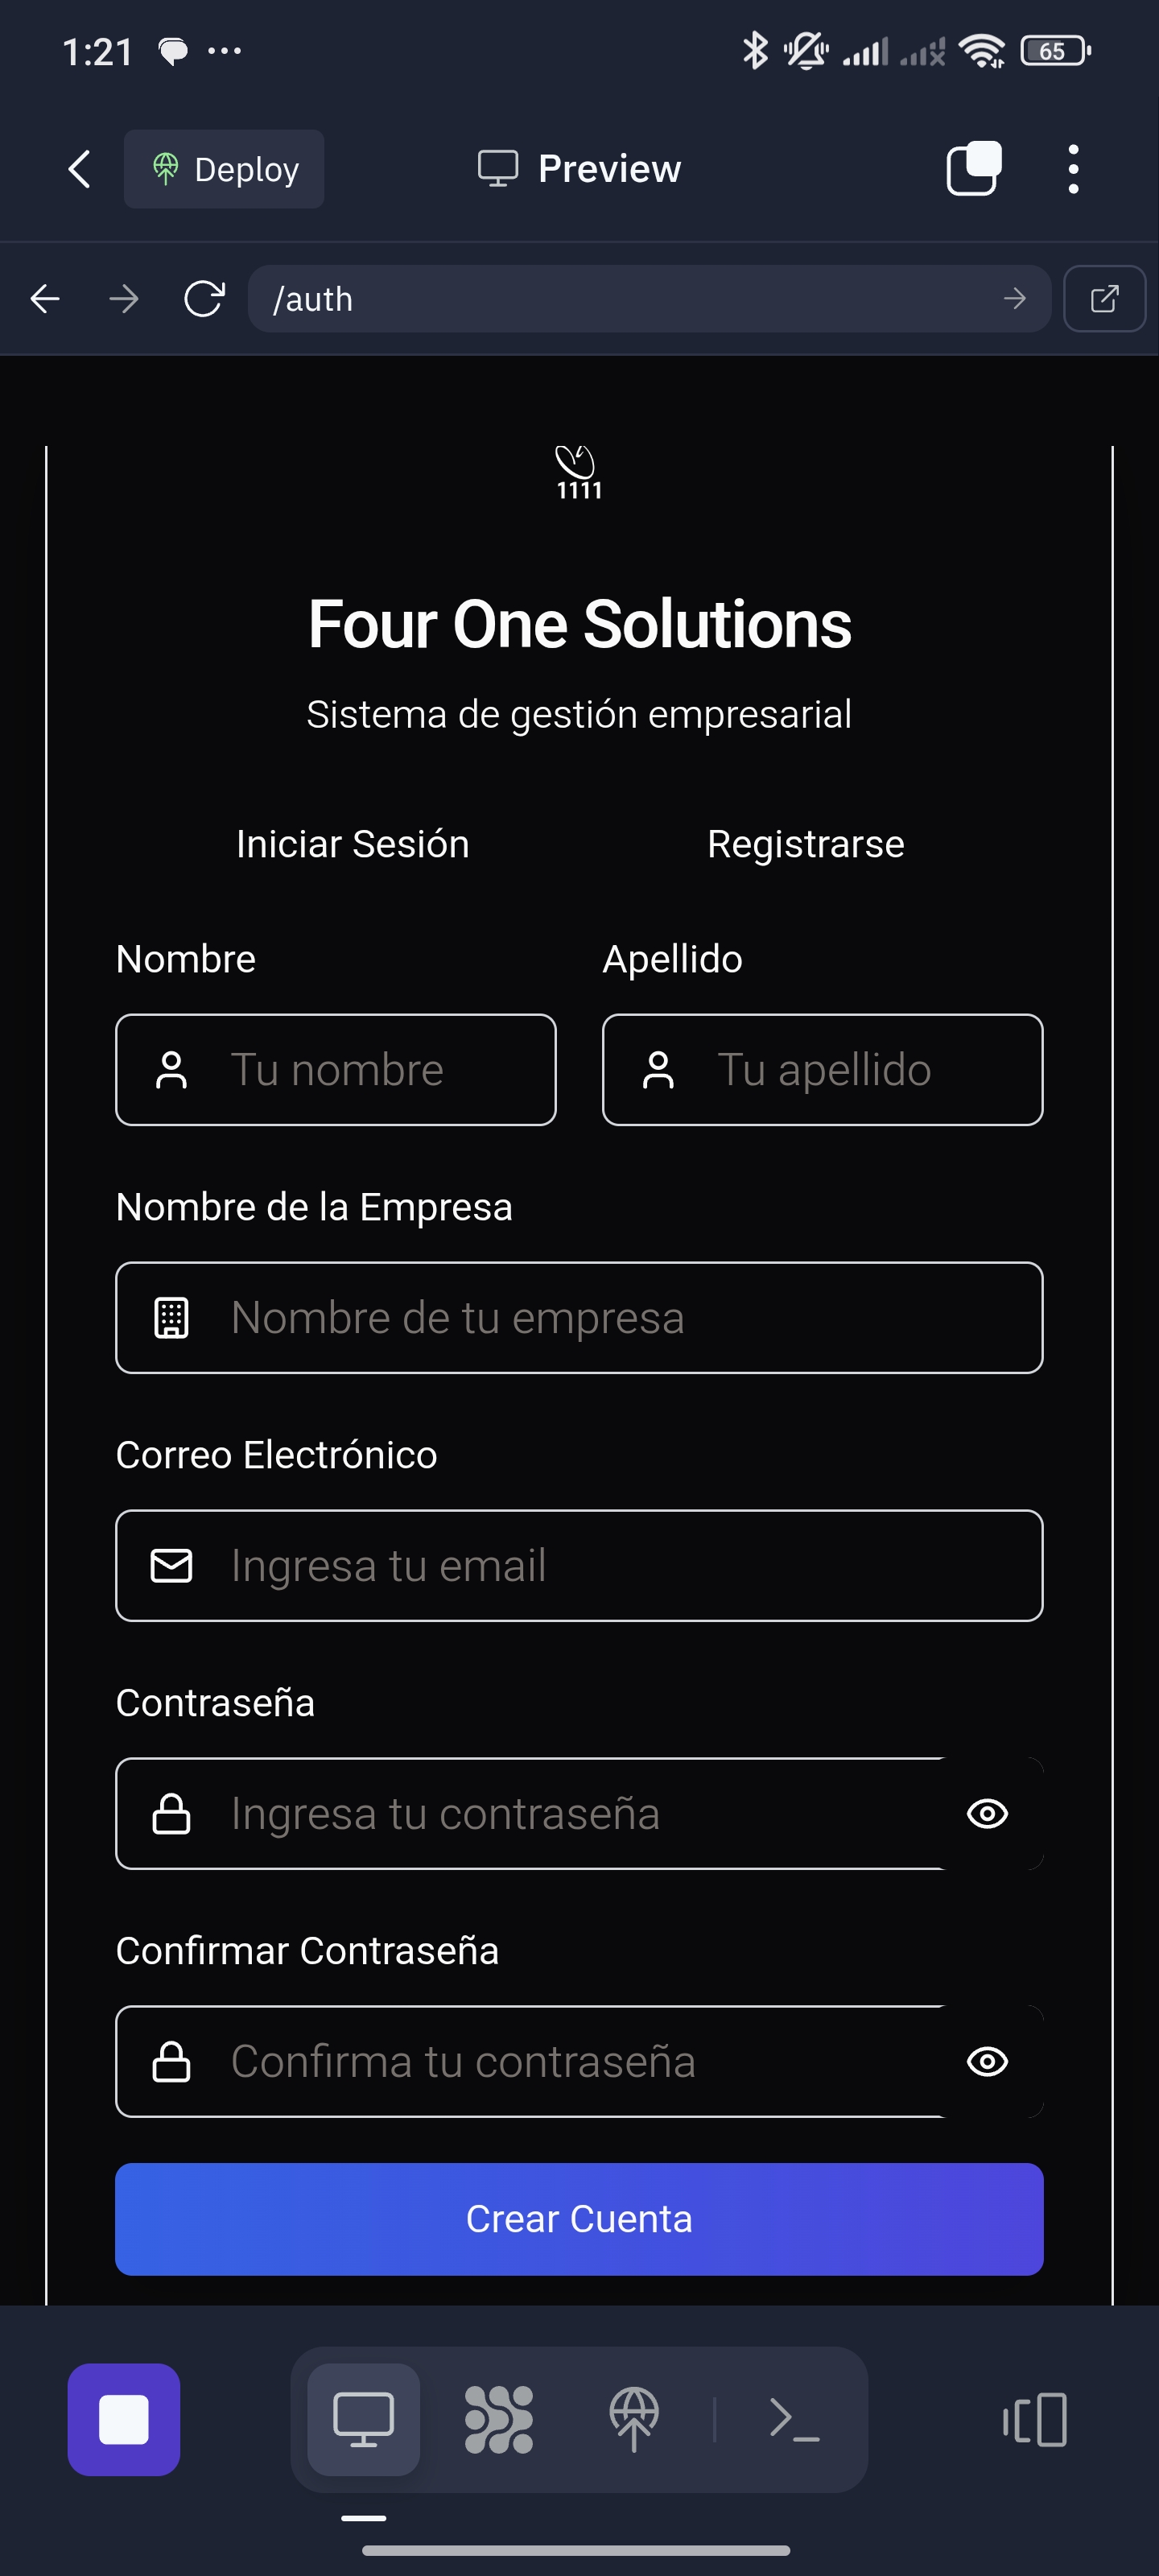 1:21
65
Deploy
Preview
/auth
1111
Four One Solutions
Sistema de gestión empresarial
Iniciar Sesión Registrarse
Nombre Apellido
Tu nombre Tu apellido
Nombre de la Empresa
Nombre de tu empresa
Correo Electrónico
Ingresa tu email
Contraseña
Ingresa tu contraseña
Confirmar Contraseña
Confirma tu contraseña
Crear Cuenta